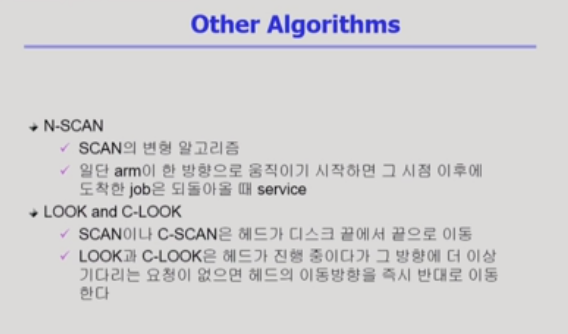 Other Algorithms
N-SCAN
SCAN의 변형 알고리즘
일단 arm이 한 방향으로 움직이기 시작하면 그 시점 이후에
도착한 job은 되돌아올 때 service
LOOK and C-LOOK
SCAN이나 C-SCAN은 헤드가 디스크 끝에서 끝으로 이동
LOOK과 C-LOOK은 헤드가 진행 중이다가 그 방향에 더 이상
기다리는 요청이 없으면 헤드의 이동방향을 즉시 반대로 이동
한다